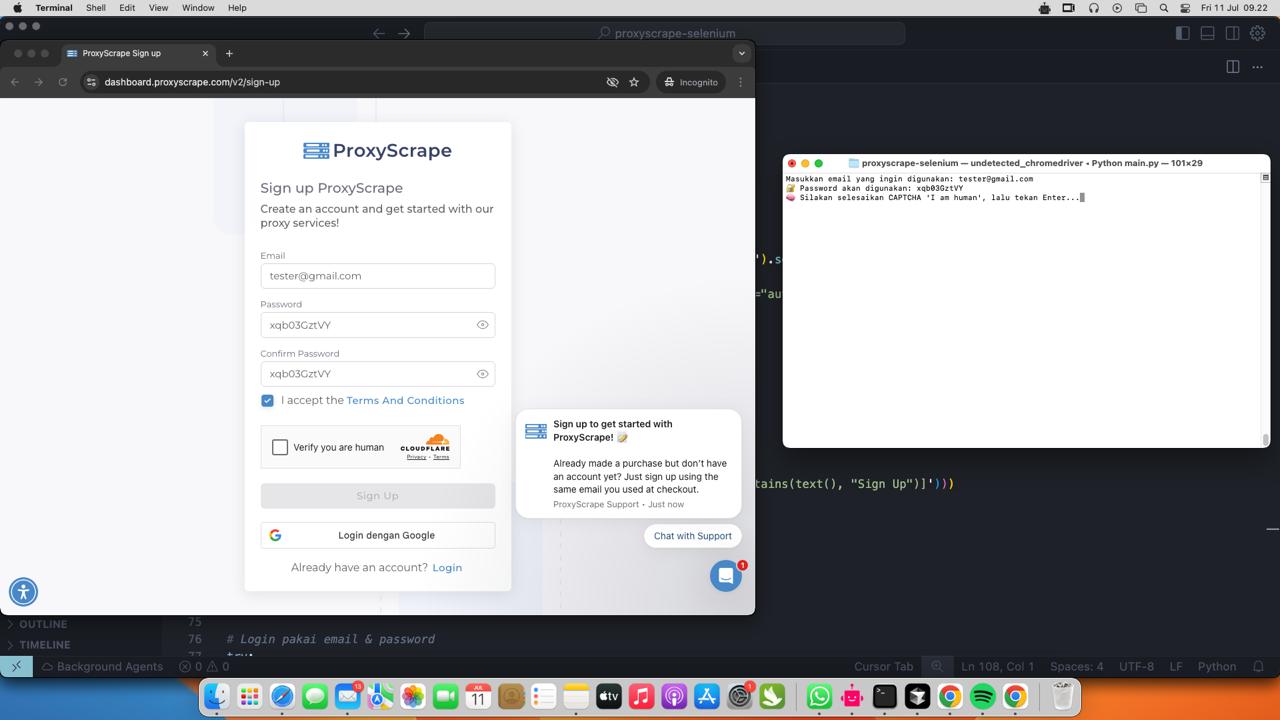 Terminal Shell Edit View Window Help Fri 11 Jul 09.22
proxyscrape-selenium
ProxyScrape Sign up
dashboard.proxyscrape.com/v2/sign-up
Incognito
ProxyScrape
Sign up ProxyScrape
Create an account and get started with our
proxy services!
Email
tester@gmail.com
Password
xqb03GztVY
Confirm Password
xqb03GztVY
I accept the Terms And Conditions
Verify you are human
CLOUDFLARE
Privacy • Terms
Sign Up
Login dengan Google
Already have an account? Login
Sign up to get started with
ProxyScrape! 📝
Already made a purchase but don't have
an account yet? Just sign up using the
same email you used at checkout.
ProxyScrape Support • Just now
Chat with Support
1
proxyscrape-selenium — undetected_chromedriver • Python main.py — 101×29
Masukkan email yang ingin digunakan: tester@gmail.com
🔐 Password akan digunakan: xqb03GztVY
🧠 Silakan selesaikan CAPTCHA 'I am human', lalu tekan Enter...
').s
="au
tains(text(), "Sign Up")]')))
75
76 # Login pakai email & password
77 try:
OUTLINE
TIMELINE
Background Agents 0 0 Cursor Tab Ln 108, Col 1 Spaces: 4 UTF-8 LF Python
13
JUL
11
tv
1